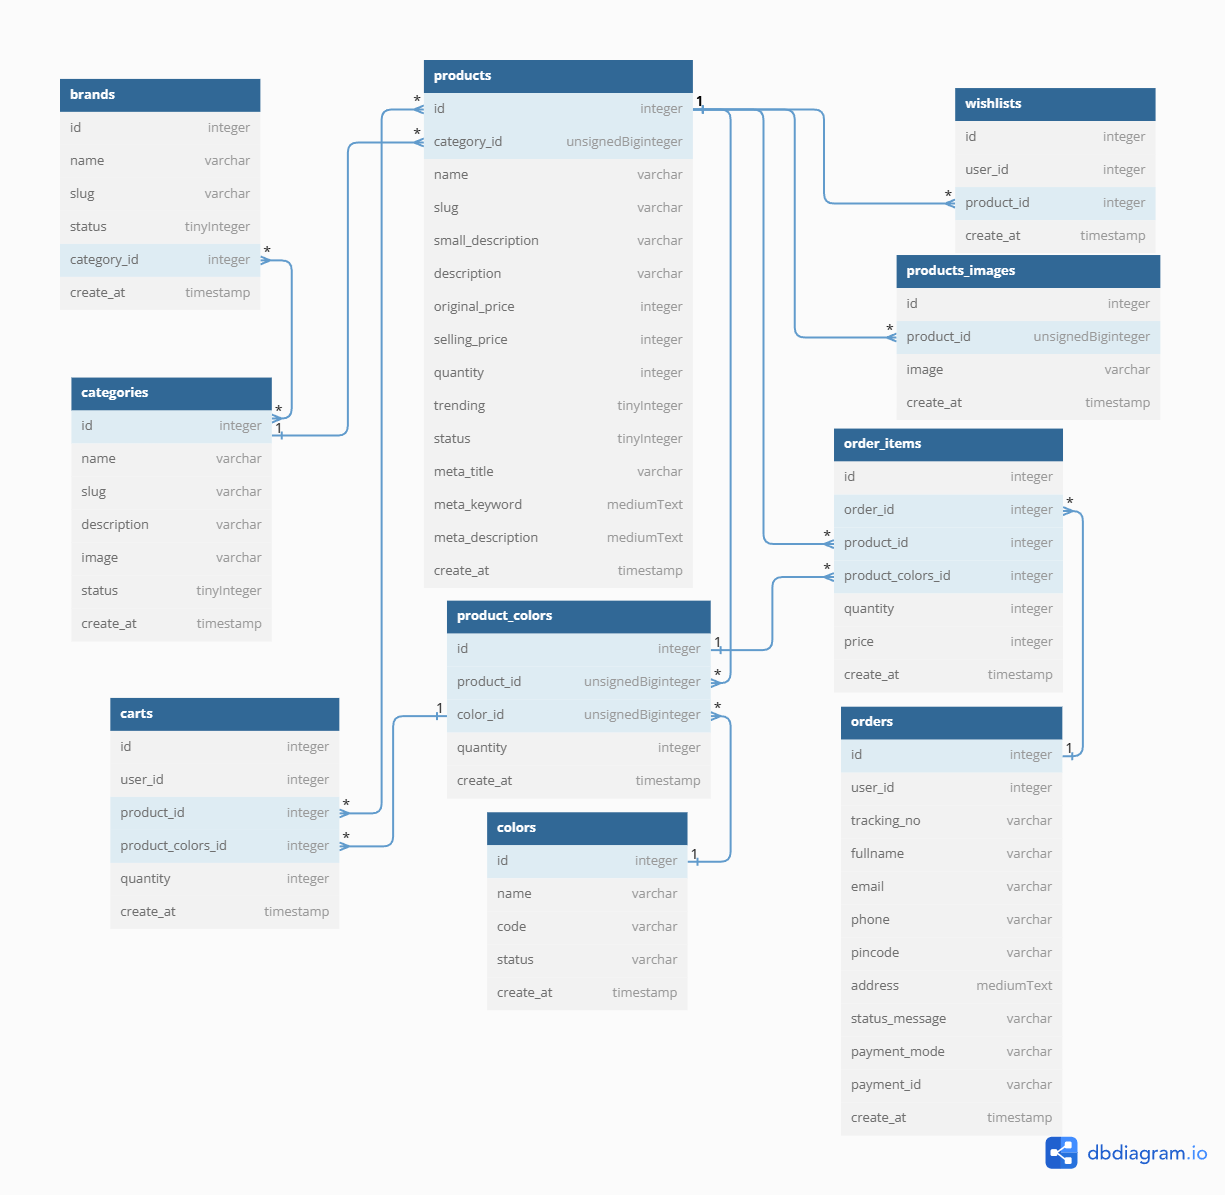 brands
id integer
name varchar
slug varchar
status tinyInteger
category_id integer *
create_at timestamp
categories
*
id integer 1
name varchar
slug varchar
description varchar
image varchar
status tinyInteger
create_at timestamp
carts
id integer
user_id integer
product_id integer *
product_colors_id integer *
quantity integer
create_at timestamp
products
* id integer 1
* category_id unsignedBiginteger
name varchar
slug varchar
small_description varchar
description varchar
original_price integer
selling_price integer
quantity integer
trending tinyInteger
status tinyInteger
meta_title varchar
meta_keyword mediumText
meta_description mediumText
create_at timestamp
product_colors
id integer 1
product_id unsignedBiginteger *
1 color_id unsignedBiginteger *
quantity integer
create_at timestamp
colors
id integer 1
name varchar
code varchar
status varchar
create_at timestamp
wishlists
id integer
user_id integer
* product_id integer
create_at timestamp
products_images
id integer
* product_id unsignedBiginteger
image varchar
create_at timestamp
order_items
id integer
order_id integer *
* product_id integer
* product_colors_id integer
quantity integer
price integer
create_at timestamp
orders
id integer 1
user_id integer
tracking_no varchar
fullname varchar
email varchar
phone varchar
pincode varchar
address mediumText
status_message varchar
payment_mode varchar
payment_id varchar
create_at timestamp
dbdiagram.io